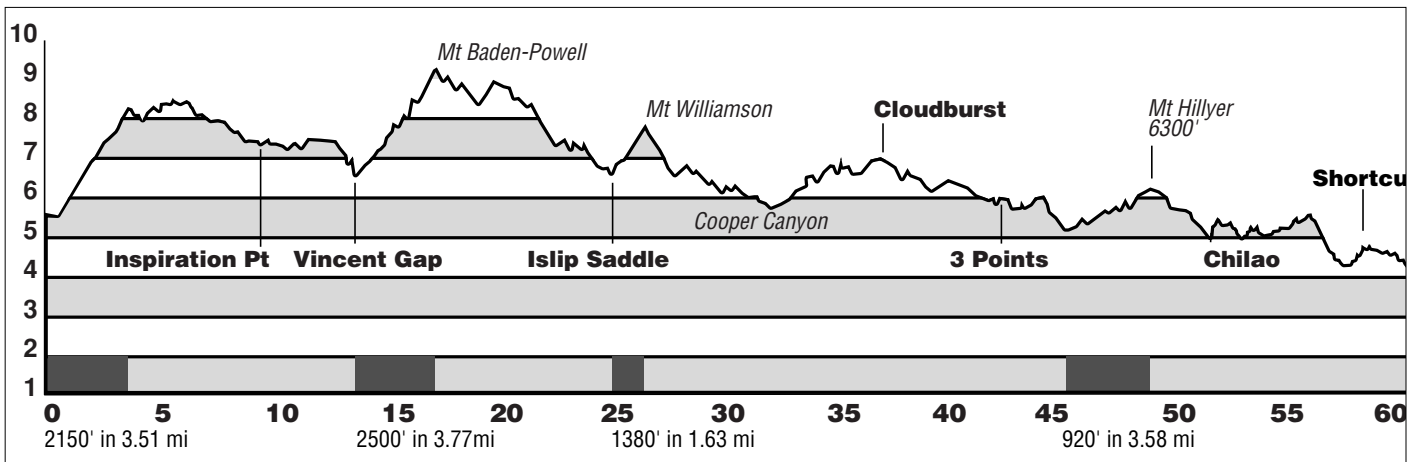 10
9
8
7
6
5
4
3
2
1
Mt Baden-Powell
Mt Williamson
Cloudburst
Mt Hillyer
6300'
Shortcu
Cooper Canyon
Inspiration Pt
Vincent Gap
Islip Saddle
3 Points
Chilao
0 5 10 15 20 25 30 35 40 45 50 55 60
2150' in 3.51 mi
2500' in 3.77mi
1380' in 1.63 mi
920' in 3.58 mi